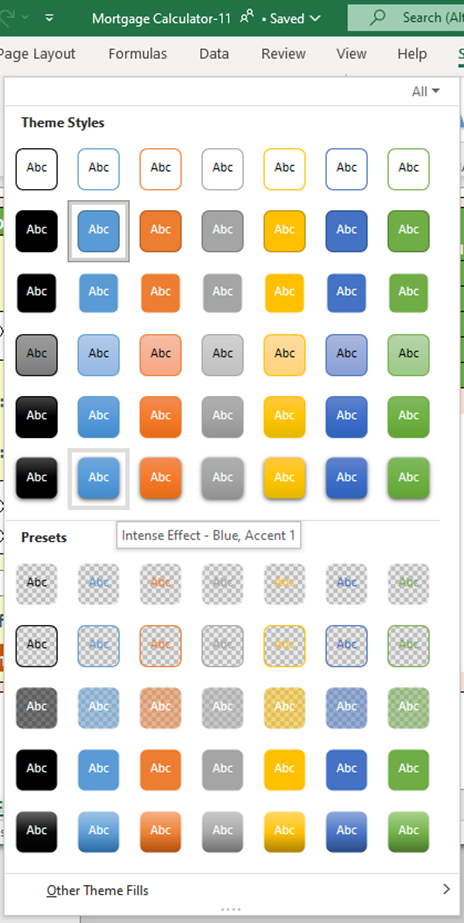 Mortgage Calculator-11 • Saved
Search (Al
Page Layout Formulas Data Review View Help
All
Theme Styles
Abc Abc Abc Abc Abc Abc Abc
Abc Abc Abc Abc Abc Abc Abc
Abc Abc Abc Abc Abc Abc Abc
Abc Abc Abc Abc Abc Abc Abc
Abc Abc Abc Abc Abc Abc Abc
Abc Abc Abc Abc Abc Abc Abc
Intense Effect - Blue, Accent 1
Presets
Abc Abc Abc Abc Abc Abc Abc
Abc Abc Abc Abc Abc Abc Abc
Abc Abc Abc Abc Abc Abc Abc
Abc Abc Abc Abc Abc Abc Abc
Abc Abc Abc Abc Abc Abc Abc
Other Theme Fills